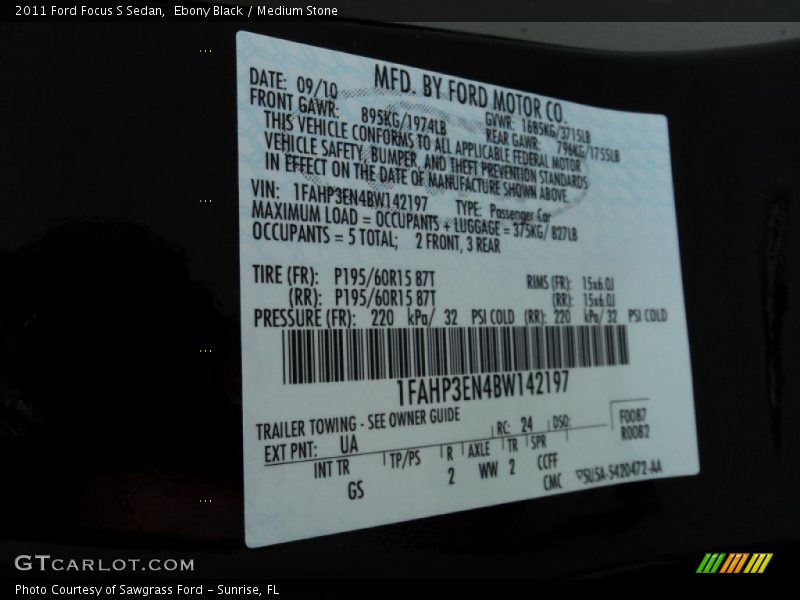 2011 Ford Focus S Sedan,  Ebony Black / Medium Stone
MFD. BY FORD MOTOR CO.
DATE: 09/10
GVWR: 1685KG/3715LB
FRONT GAWR: 895KG/1974LB
REAR GAWR: 796KG/1755LB
THIS VEHICLE CONFORMS TO ALL APPLICABLE FEDERAL MOTOR
VEHICLE SAFETY, BUMPER, AND THEFT PREVENTION STANDARDS
IN EFFECT ON THE DATE OF MANUFACTURE SHOWN ABOVE.
VIN: 1FAHP3EN4BW142197 TYPE: Passenger Car
MAXIMUM LOAD = OCCUPANTS + LUGGAGE = 375KG/ 827LB
OCCUPANTS = 5 TOTAL; 2 FRONT, 3 REAR
TIRE (FR): P195/60R15 87T RIMS (FR): 15x6.0J
(RR): P195/60R15 87T (RR): 15x6.0J
PRESSURE (FR): 220 kPa/ 32 PSI COLD (RR): 220 kPa/ 32 PSI COLD
1FAHP3EN4BW142197
TRAILER TOWING - SEE OWNER GUIDE
EXT PNT: UA RC: 24 DSO: F0087
R0082
INT TR TP/PS R AXLE TR SPR
GS 2 WW 2 CCFF
CMC 5U5A-5420472-AA
GTCARLOT.COM
Photo Courtesy of Sawgrass Ford - Sunrise, FL